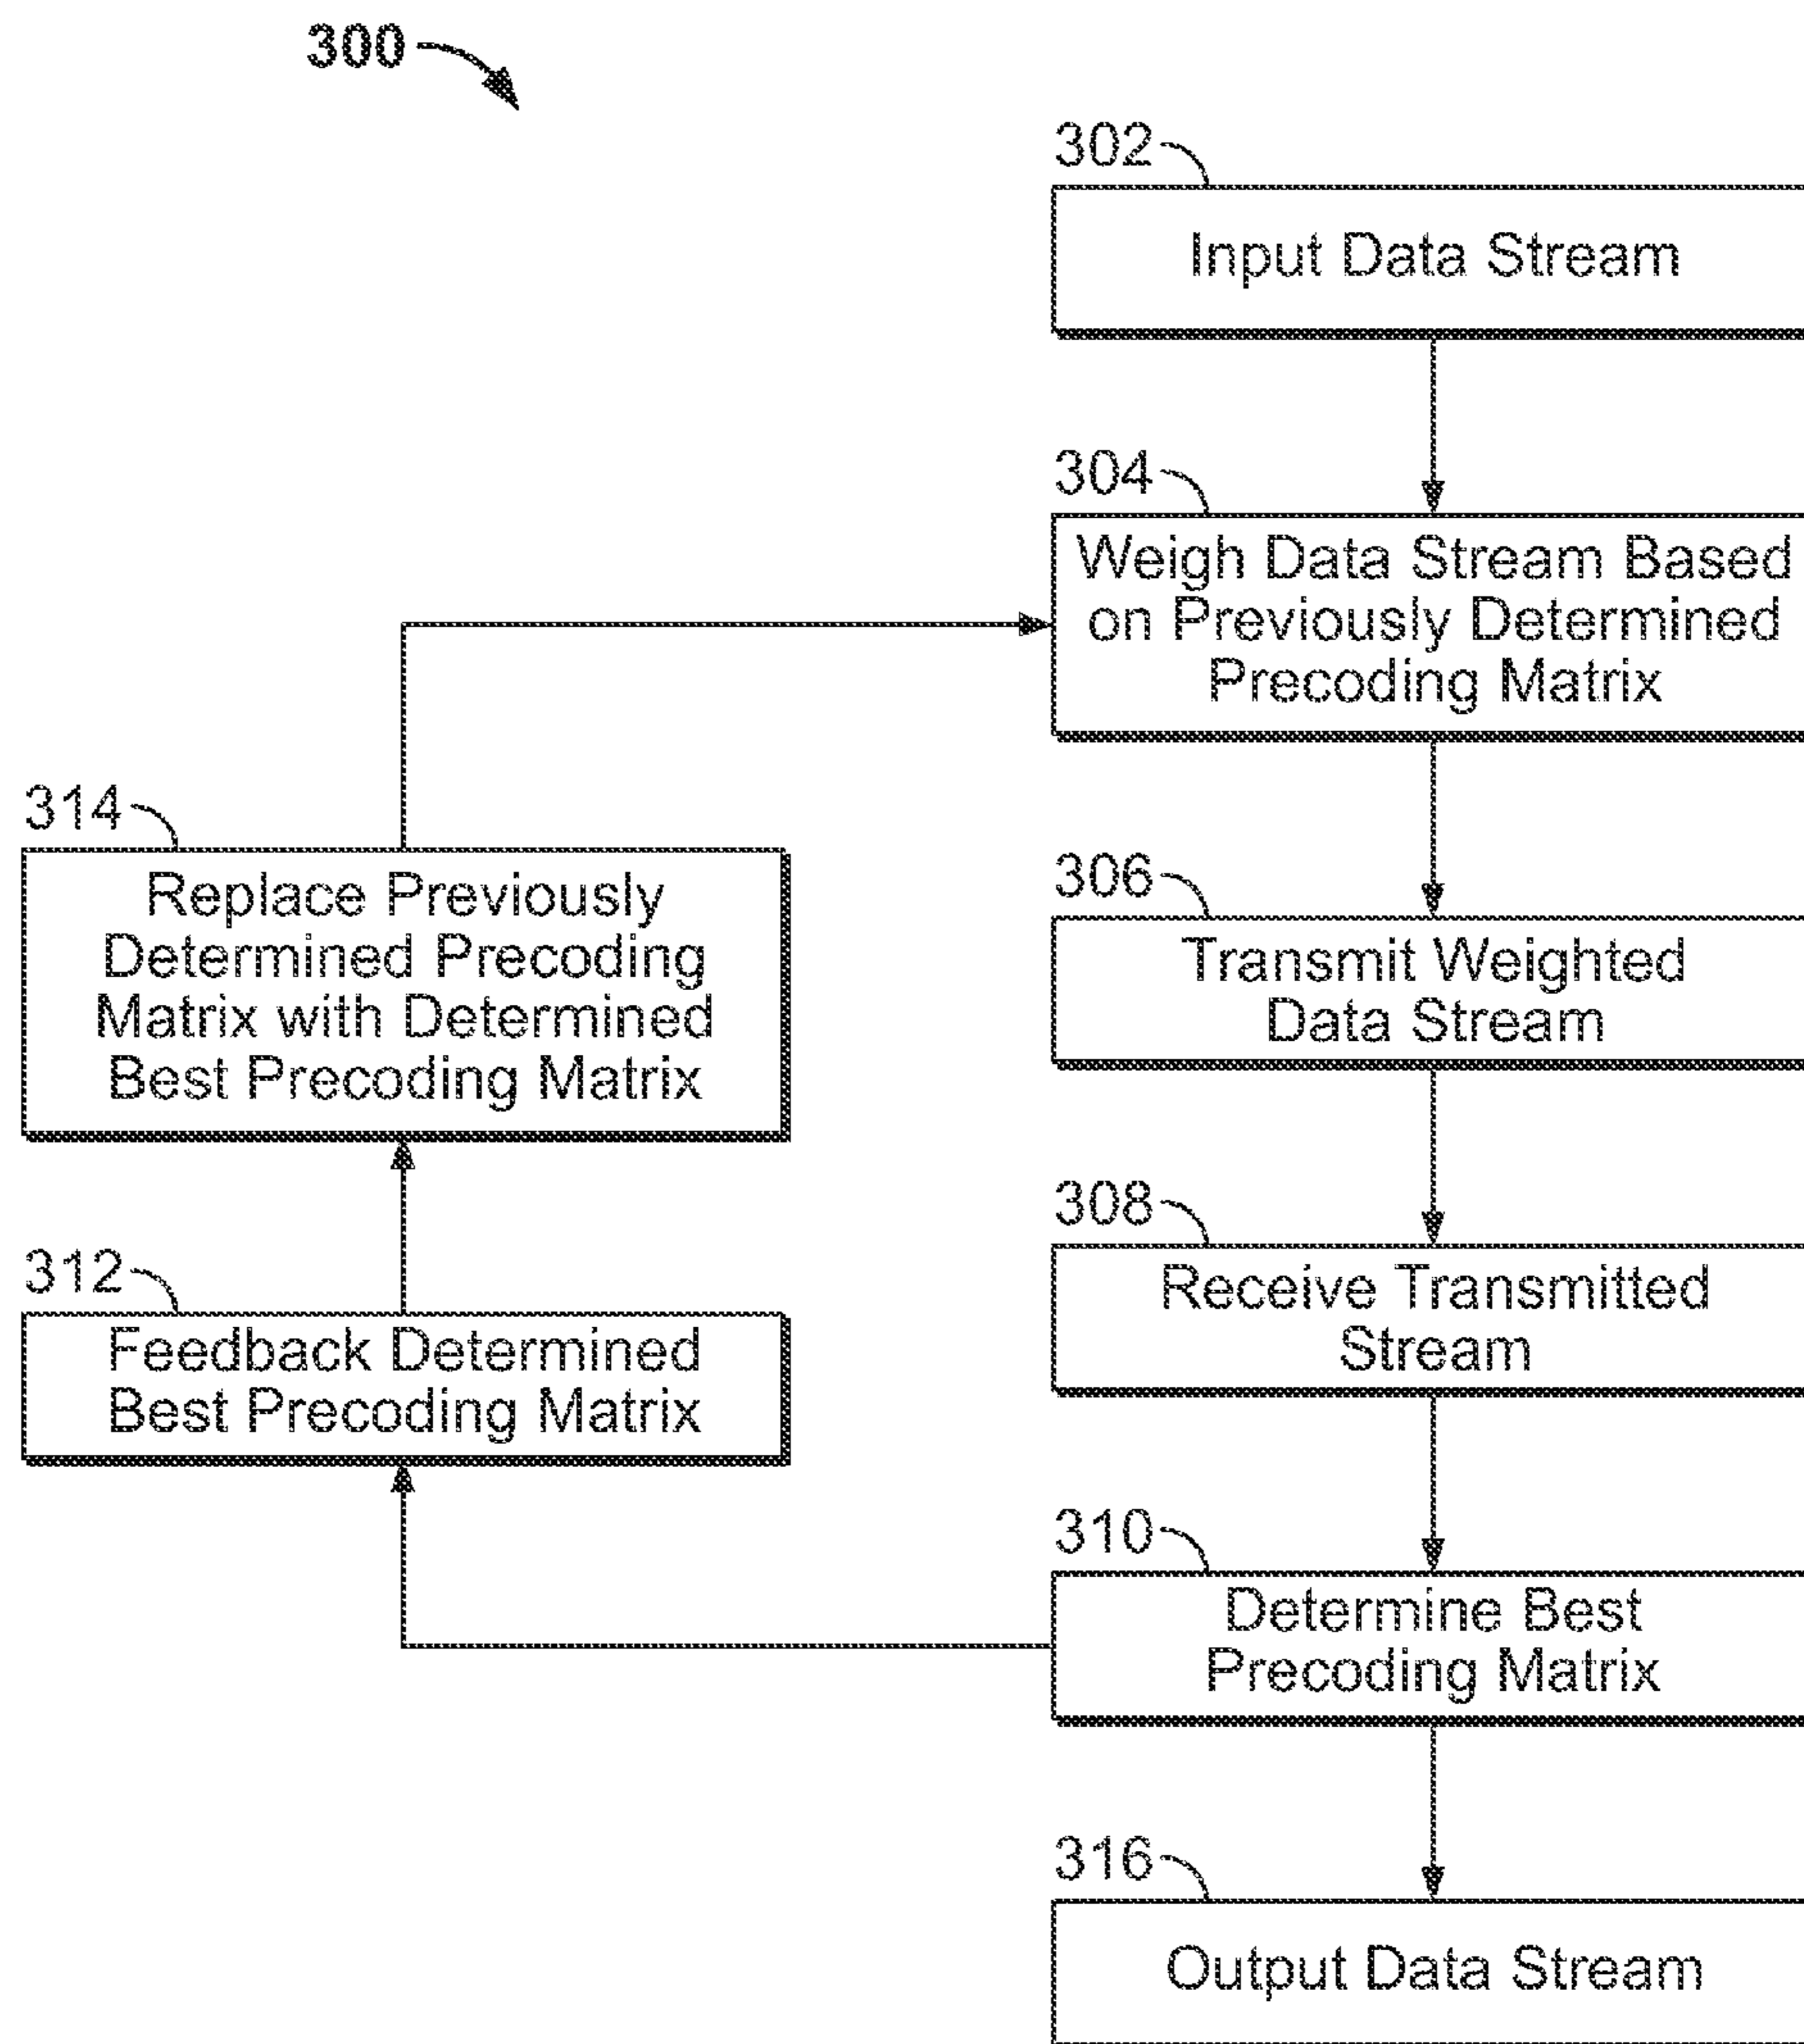 300
302
Input Data Stream
304
Weigh Data Stream Based
on Previously Determined
Precoding Matrix
314
Replace Previously
Determined Precoding
Matrix with Determined
Best Precoding Matrix
306
Transmit Weighted
Data Stream
308
Receive Transmitted
Stream
312
Feedback Determined
Best Precoding Matrix
310
Determine Best
Precoding Matrix
316
Output Data Stream